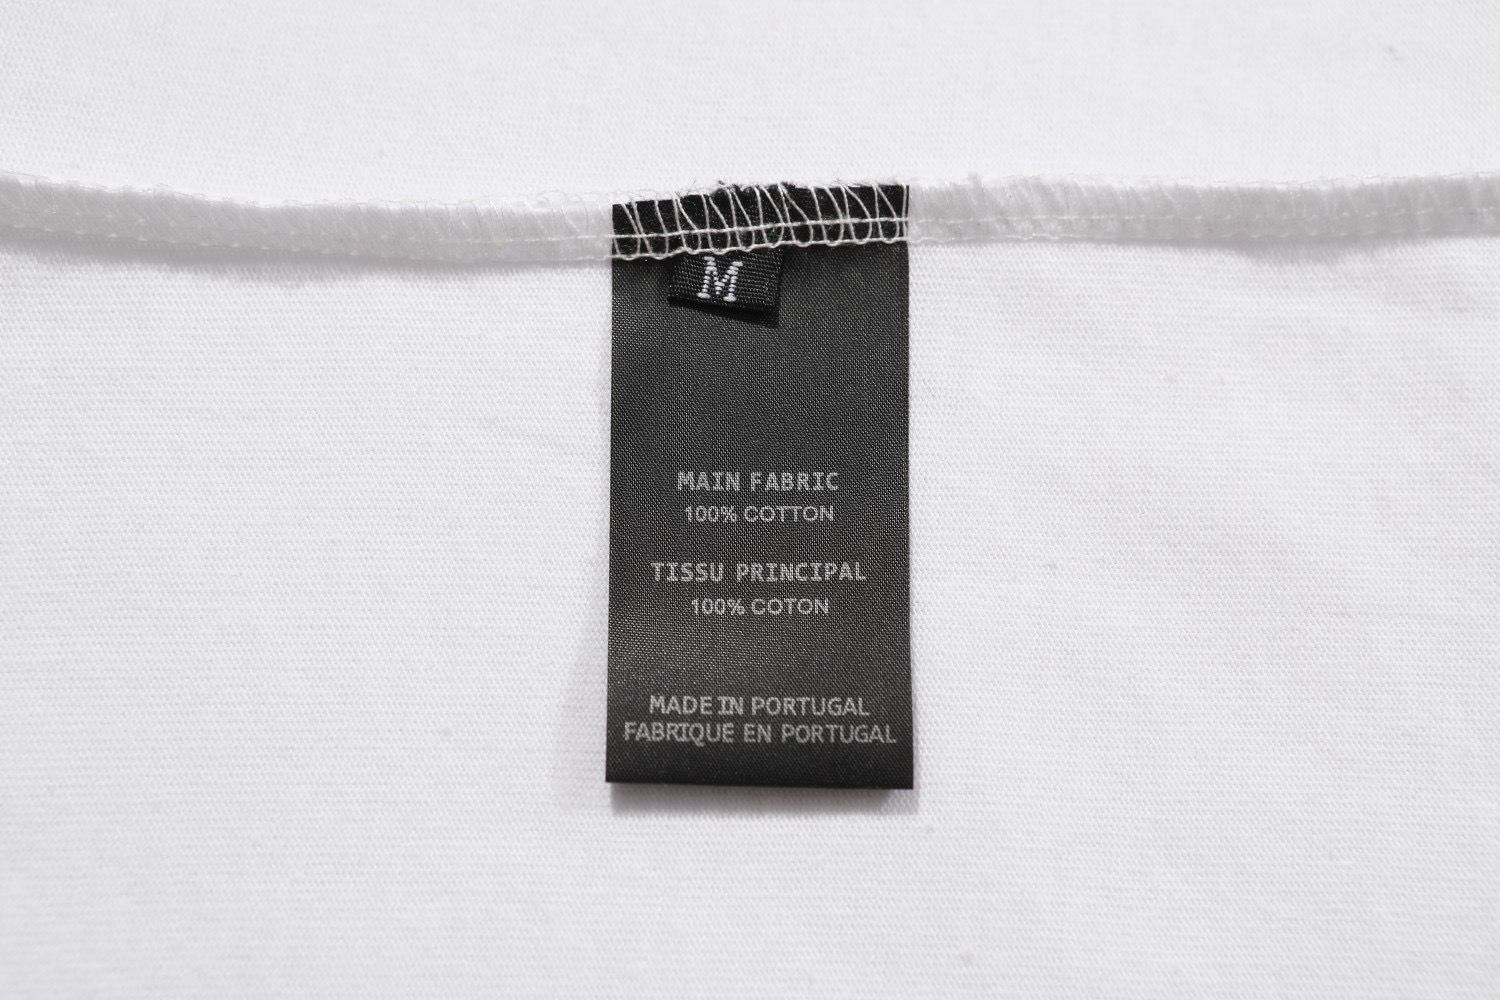 M
MAIN FABRIC
100% COTTON
TISSU PRINCIPAL
100% COTON
MADE IN PORTUGAL
FABRIQUE EN PORTUGAL